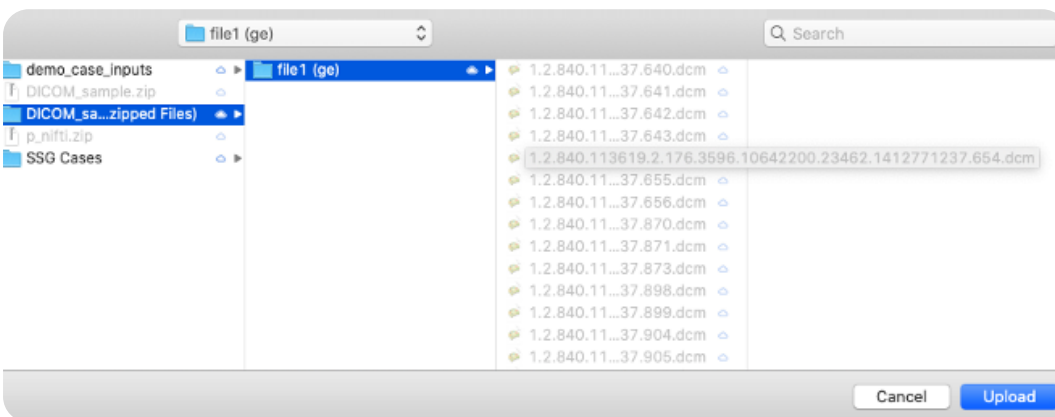 file1 (ge)
Search
demo_case_inputs
DICOM_sample.zip
DICOM_sa...zipped Files)
p_nifti.zip
SSG Cases
file1 (ge)
1.2.840.11...37.640.dcm
1.2.840.11...37.641.dcm
1.2.840.11...37.642.dcm
1.2.840.11...37.643.dcm
1.2.840.113619.2.176.3596.10642200.23462.1412771237.654.dcm
1.2.840.11...37.655.dcm
1.2.840.11...37.656.dcm
1.2.840.11...37.870.dcm
1.2.840.11...37.871.dcm
1.2.840.11...37.873.dcm
1.2.840.11...37.898.dcm
1.2.840.11...37.899.dcm
1.2.840.11...37.904.dcm
1.2.840.11...37.905.dcm
Cancel
Upload